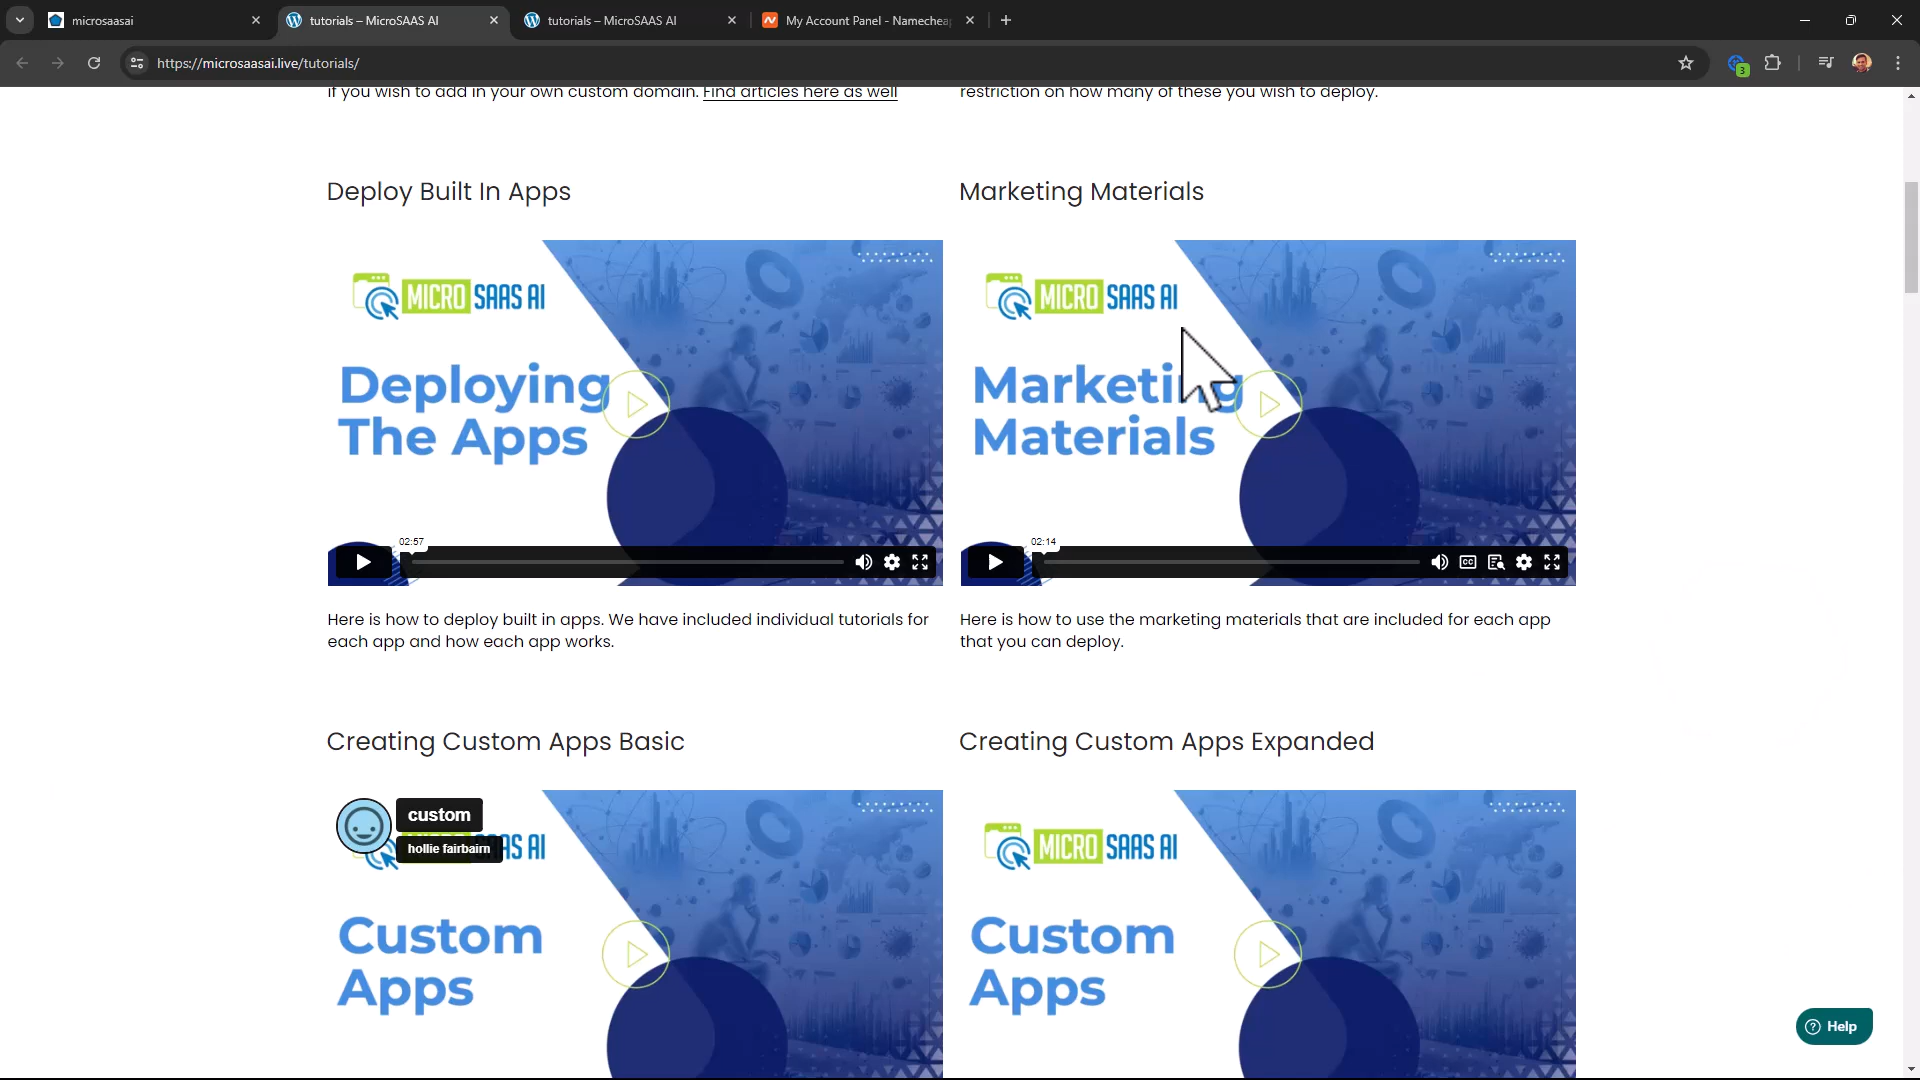 microsaasai
tutorials – MicroSAAS AI
tutorials – MicroSAAS AI
My Account Panel - Namecheap
https://microsaasai.live/tutorials/
3
if you wish to add in your own custom domain. Find articles here as well
restriction on how many of these you wish to deploy.
Deploy Built In Apps
Marketing Materials
MICRO SAAS AI
Deploying
The Apps
02:57
MICRO SAAS AI
Marketing
Materials
02:14
CC
Here is how to deploy built in apps. We have included individual tutorials for
each app and how each app works.
Here is how to use the marketing materials that are included for each app
that you can deploy.
Creating Custom Apps Basic
Creating Custom Apps Expanded
custom
hollie fairbairn
AS AI
Custom
Apps
MICRO SAAS AI
Custom
Apps
Help